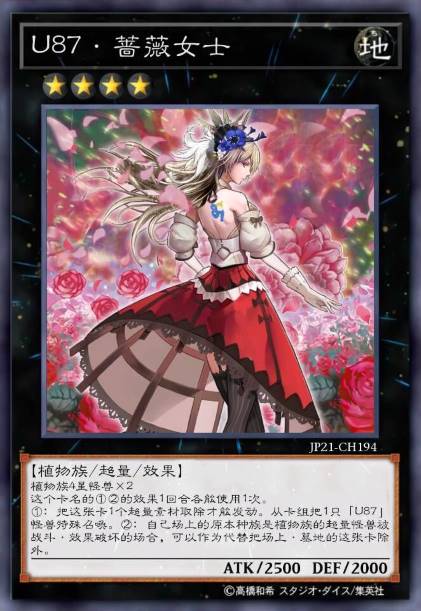 U87·蔷薇女士
地
87
JP21-CH194
【植物族/超量/效果】
植物族4星怪兽×2
这个卡名的①②的效果1回合各能使用1次。
①：把这张卡1个超量素材取除才能发动。从卡组把1只「U87」
怪兽特殊召唤。②：自己场上的原本种族是植物族的超量怪兽被
战斗·效果破坏的场合，可以作为代替把场上·墓地的这张卡除
外。
ATK/2500 DEF/2000
©高橋和希 スタジオ・ダイス/集英社